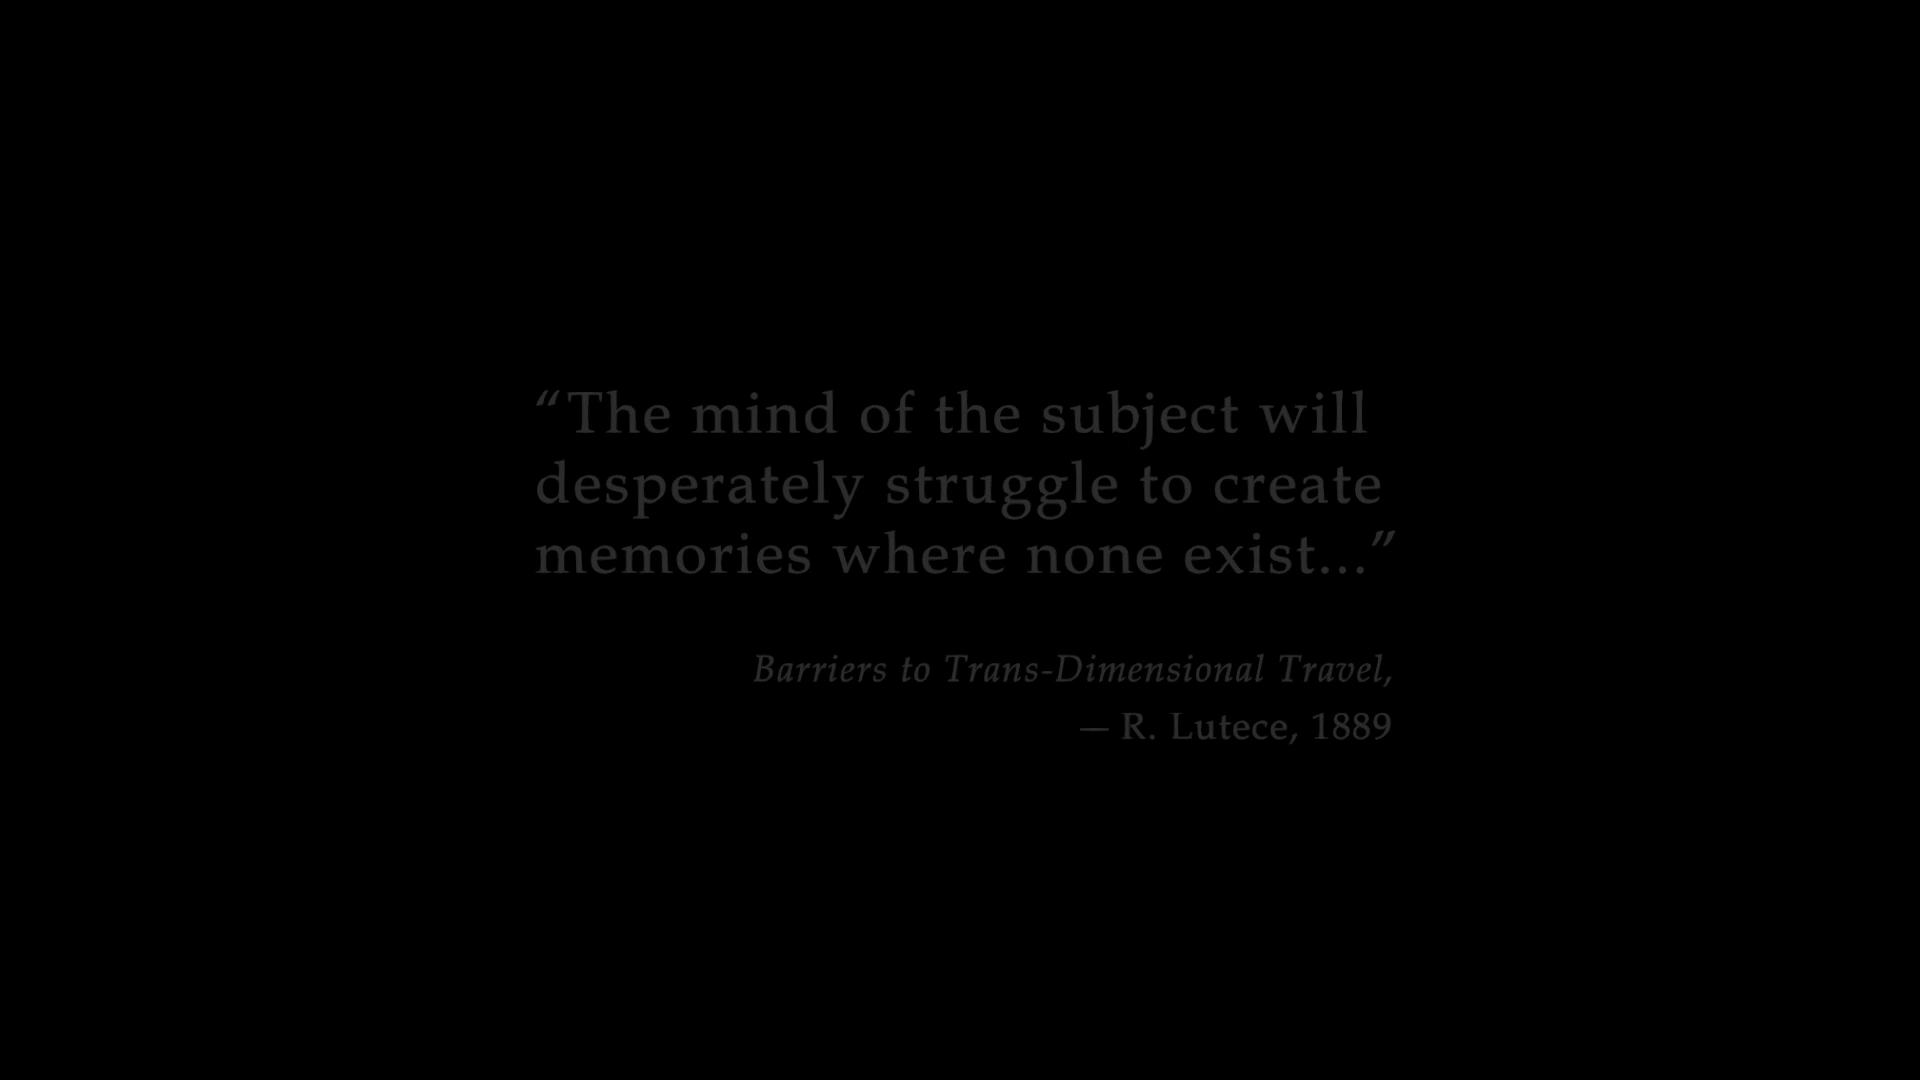 “The mind of the subject will
desperately struggle to create
memories where none exist...”
Barriers to Trans-Dimensional Travel,
— R. Lutece, 1889